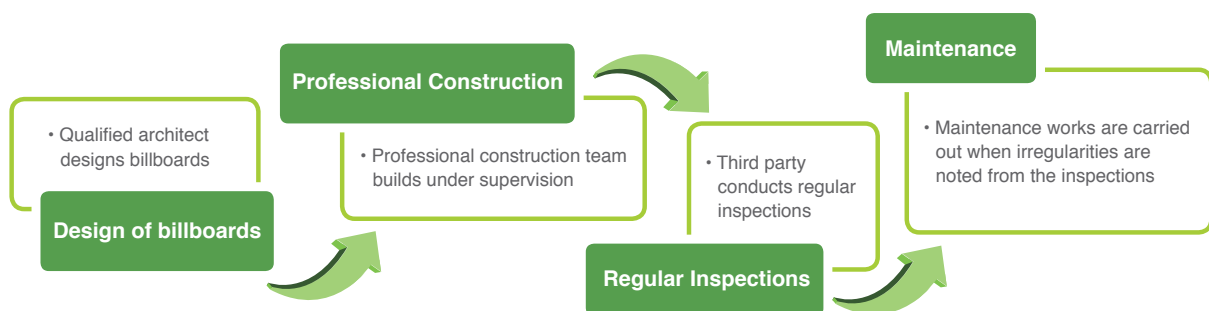 • Qualified architect
designs billboards
Design of billboards
Professional Construction
• Professional construction team
builds under supervision
• Third party
conducts regular
inspections
Regular Inspections
Maintenance
• Maintenance works are carried
out when irregularities are
noted from the inspections